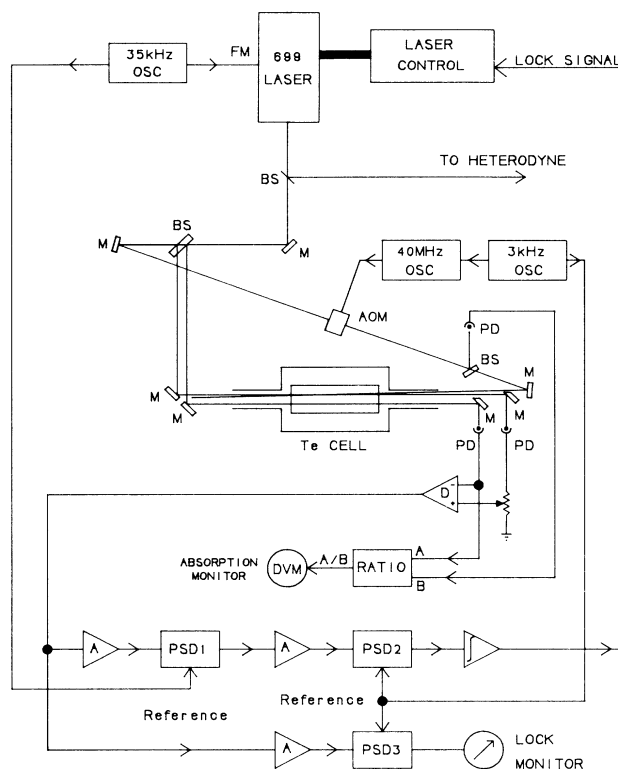 35kHz
OSC
FM
699
LASER
LASER
CONTROL
LOCK SIGNAL
BS
TO HETERODYNE
M
BS
M
40MHz
OSC
3kHz
OSC
AOM
PD
BS
M
M
M
M
M
Te CELL
PD
PD
D
-
+
ABSORPTION
MONITOR
DVM
A/B
RATIO
A
B
A
PSD1
A
PSD2
∫
Reference
Reference
A
PSD3
LOCK
MONITOR